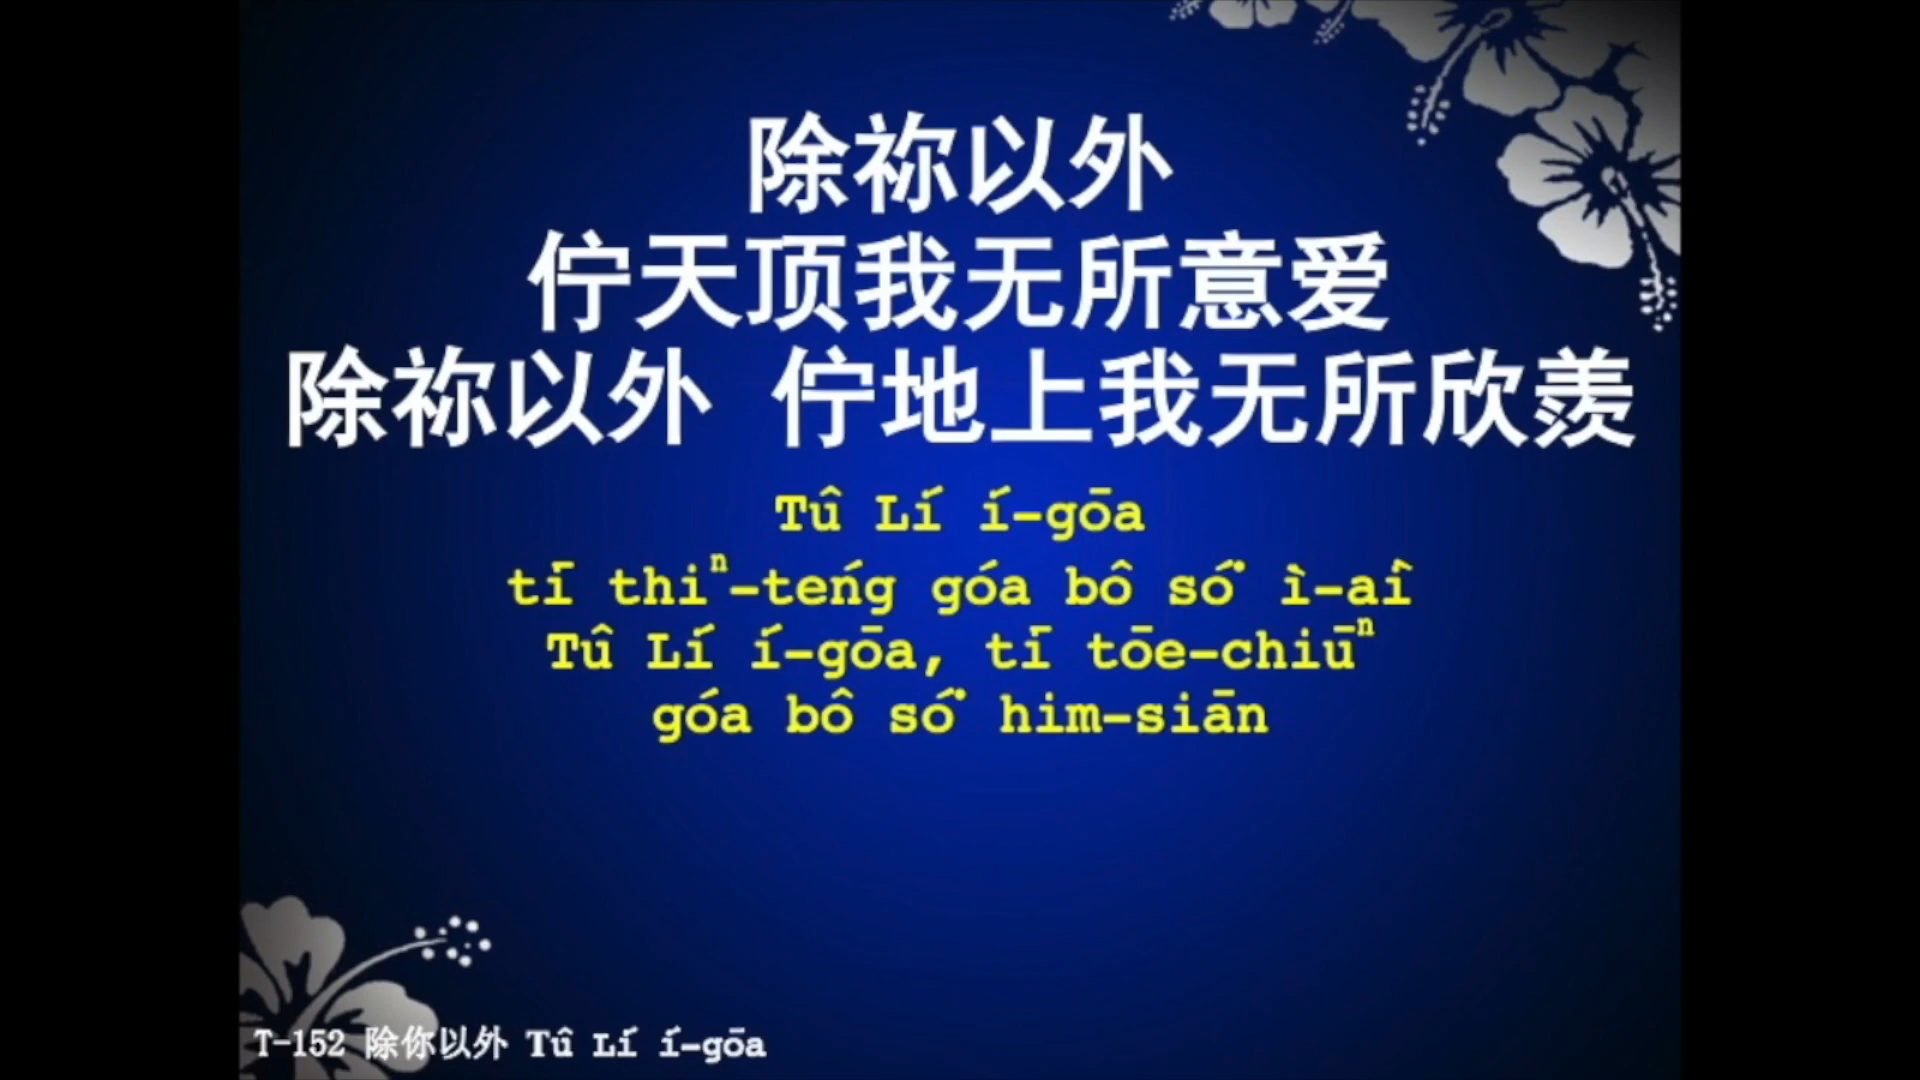 除祢以外
佇天顶我无所意爱
除祢以外 佇地上我无所欣羡
Tû Lí í-gōa
tī thiⁿ-téng góa bô só͘ ì-aì
Tû Lí í-gōa, tī tōe-chiūⁿ
góa bô só͘ him-siān
T-152 除你以外 Tû Lí í-gōa